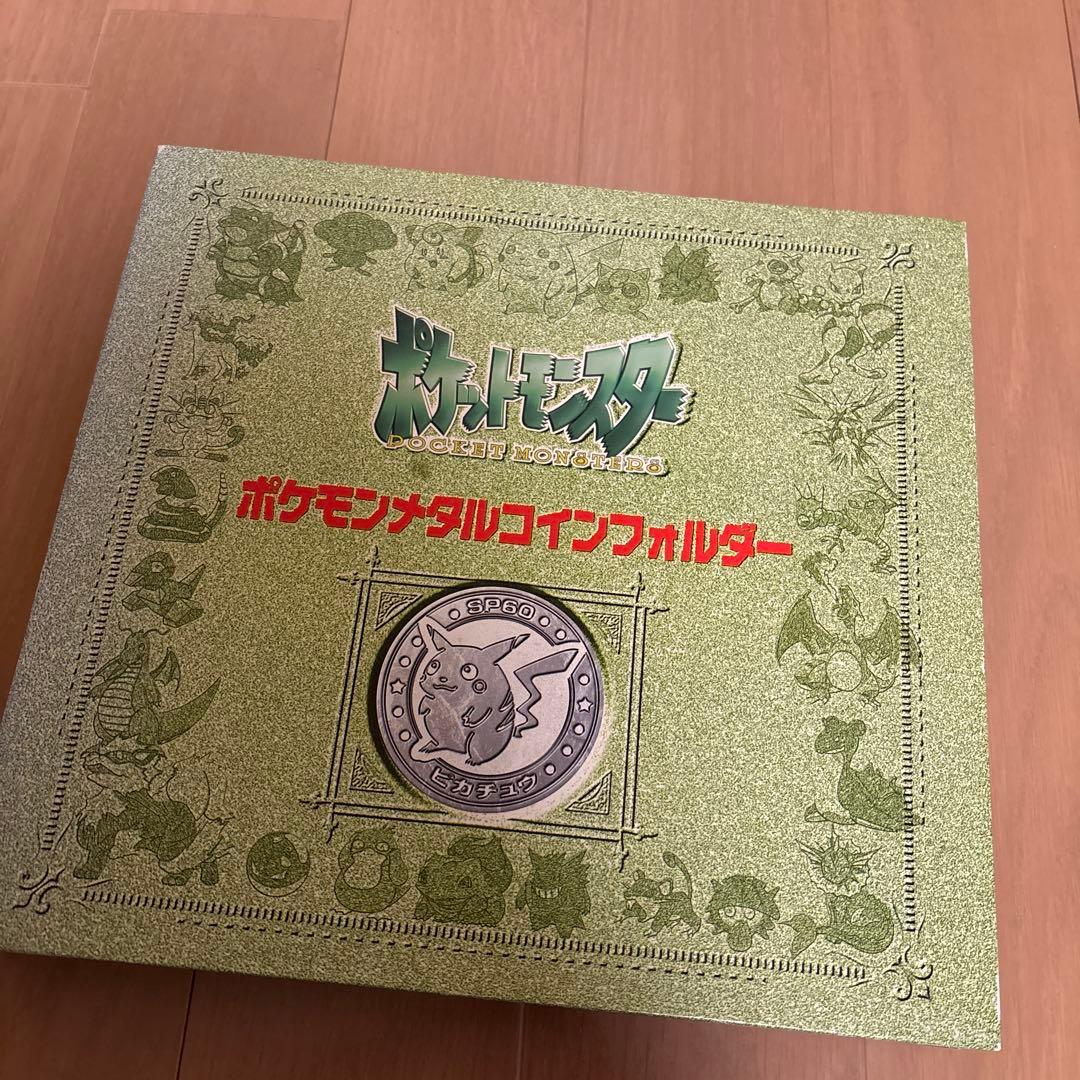 ポケットモンスター
POCKET MONSTERS
ポケモンメタルコインフォルダー
SP60
ピカチュウ